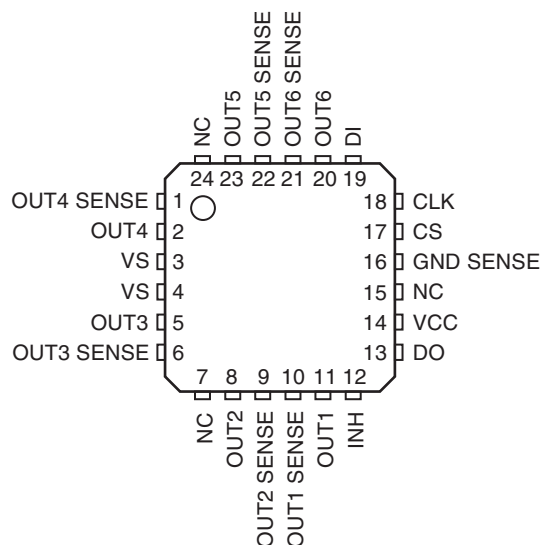 NC
OUT5
OUT5 SENSE
OUT6 SENSE
OUT6
DI
24 23 22 21 20 19
OUT4 SENSE 1
OUT4 2
VS 3
VS 4
OUT3 5
OUT3 SENSE 6
18 CLK
17 CS
16 GND SENSE
15 NC
14 VCC
13 DO
7 8 9 10 11 12
NC
OUT2
OUT2 SENSE
OUT1 SENSE
OUT1
INH